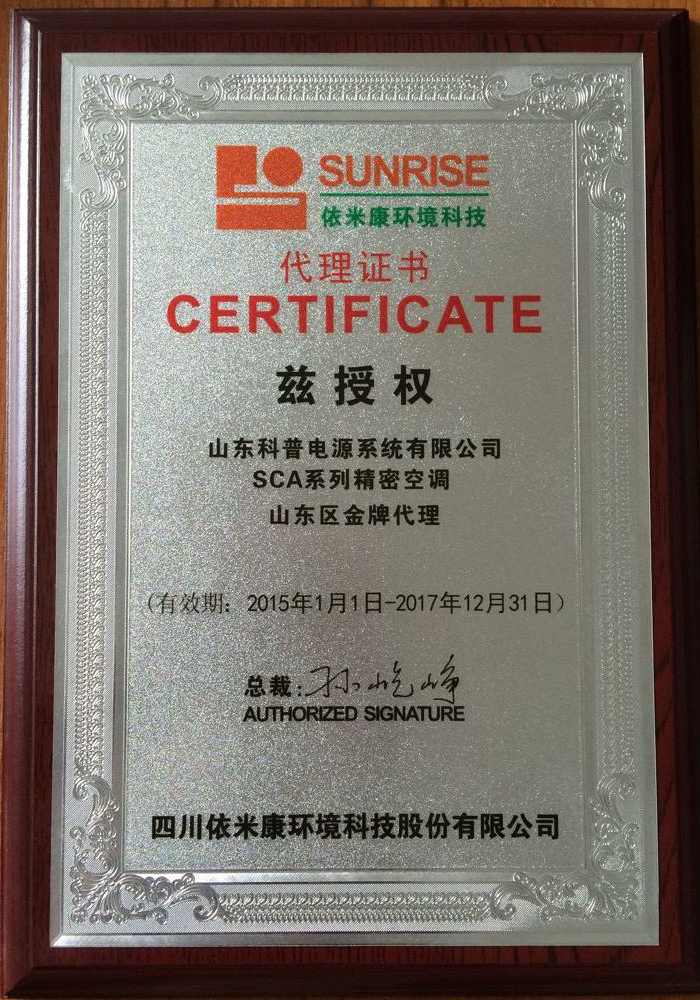 SUNRISE
依米康环境科技
代理证书
CERTIFICATE
兹授权
山东科普电源系统有限公司
SCA系列精密空调
山东区金牌代理
(有效期：2015年1月1日-2017年12月31日)
总裁:孙屹峥
AUTHORIZED SIGNATURE
四川依米康环境科技股份有限公司